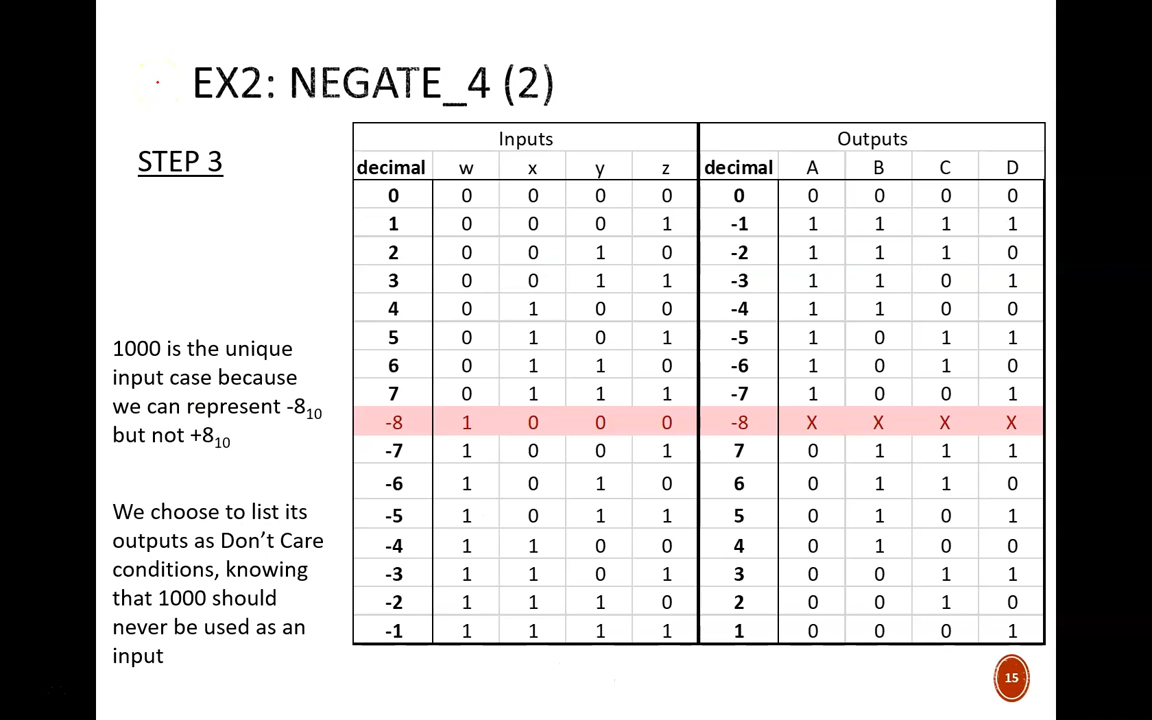 EX2: NEGATE_4 (2)
STEP 3
1000 is the unique
input case because
we can represent -8₁₀
but not +8₁₀
We choose to list its
outputs as Don't Care
conditions, knowing
that 1000 should
never be used as an
input
Inputs Outputs
decimal w x y z decimal A B C D
0 0 0 0 0 0 0 0 0 0
1 0 0 0 1 -1 1 1 1 1
2 0 0 1 0 -2 1 1 1 0
3 0 0 1 1 -3 1 1 0 1
4 0 1 0 0 -4 1 1 0 0
5 0 1 0 1 -5 1 0 1 1
6 0 1 1 0 -6 1 0 1 0
7 0 1 1 1 -7 1 0 0 1
-8 1 0 0 0 -8 X X X X
-7 1 0 0 1 7 0 1 1 1
-6 1 0 1 0 6 0 1 1 0
-5 1 0 1 1 5 0 1 0 1
-4 1 1 0 0 4 0 1 0 0
-3 1 1 0 1 3 0 0 1 1
-2 1 1 1 0 2 0 0 1 0
-1 1 1 1 1 1 0 0 0 1
15